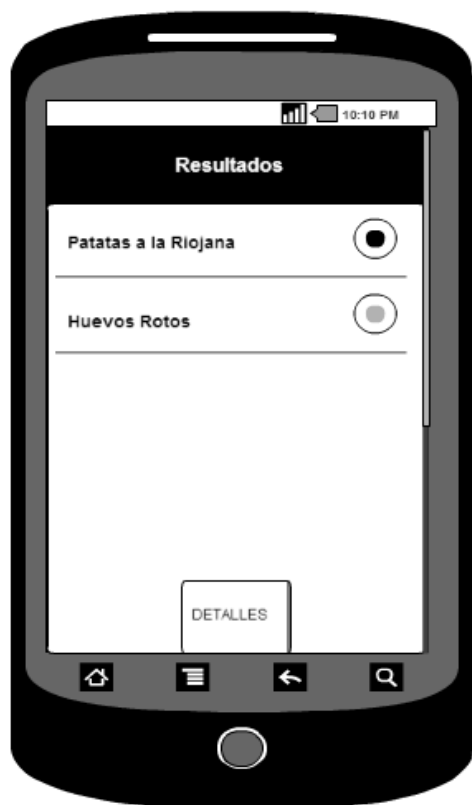 10:10 PM
Resultados
Patatas a la Riojana
Huevos Rotos
DETALLES